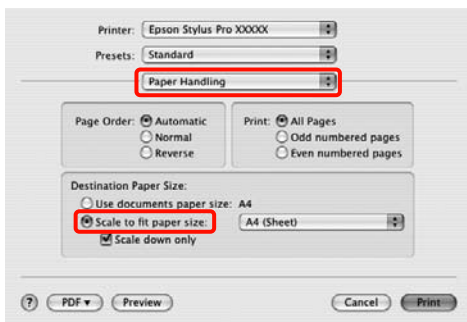 Printer: Epson Stylus Pro XXXXX
Presets: Standard
Paper Handling
Page Order: Automatic Print: All Pages
Normal Odd numbered pages
Reverse Even numbered pages
Destination Paper Size:
Use documents paper size: A4
Scale to fit paper size: A4 (Sheet)
Scale down only
? PDF ▾ Preview Cancel Print